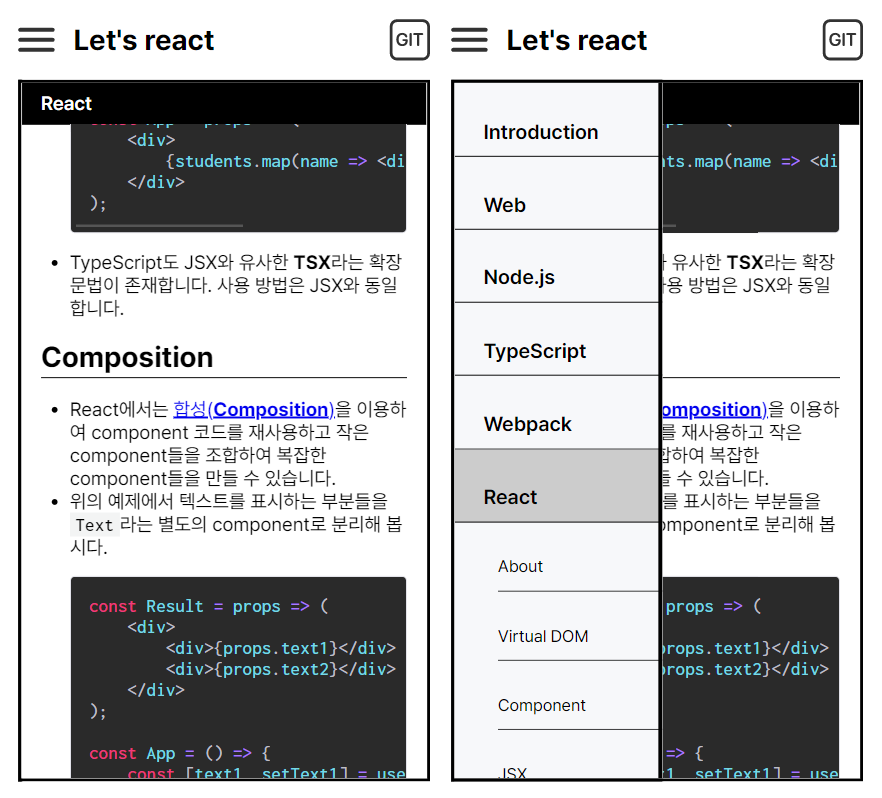 Let's react
GIT
React
const App = props => (
<div>
{students.map(name => <di
</div>
);
• TypeScript도 JSX와 유사한 TSX라는 확장
문법이 존재합니다. 사용 방법은 JSX와 동일
합니다.
Composition
• React에서는 합성(Composition)을 이용하
여 component 코드를 재사용하고 작은
component들을 조합하여 복잡한
component들을 만들 수 있습니다.
• 위의 예제에서 텍스트를 표시하는 부분들을
Text라는 별도의 component로 분리해 봅
시다.
const Result = props => (
<div>
<div>{props.text1}</div>
<div>{props.text2}</div>
</div>
);
const App = () => {
const [text1, setText1] = use
Let's react
GIT
Introduction
Web
Node.js
TypeScript
Webpack
React
About
Virtual DOM
Component
JSX
ps => (
nts.map(name => <di
유사한 TSX라는 확장
용 방법은 JSX와 동일
omposition)을 이용하
를 재사용하고 작은
합하여 복잡한
들 수 있습니다.
를 표시하는 부분들을
omponent로 분리해 봅
props => (
props.text1}</div>
props.text2}</div>
=> {
1, setText1] = use